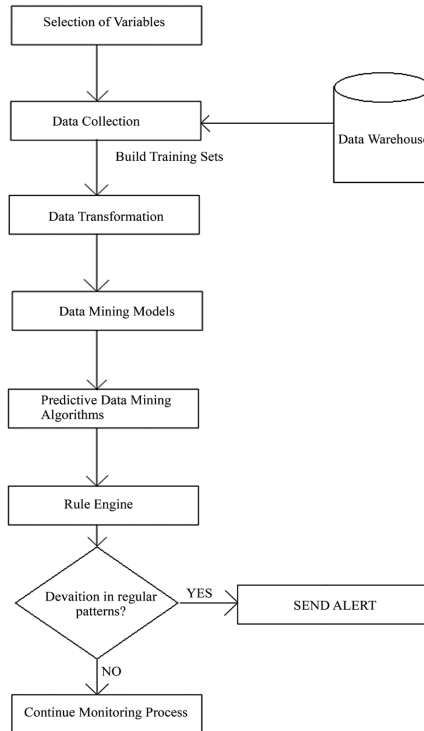 Selection of Variables
Data Collection
Data Warehouse
Build Training Sets
Data Transformation
Data Mining Models
Predictive Data Mining
Algorithms
Rule Engine
Devaition in regular
patterns?
YES
SEND ALERT
NO
Continue Monitoring Process